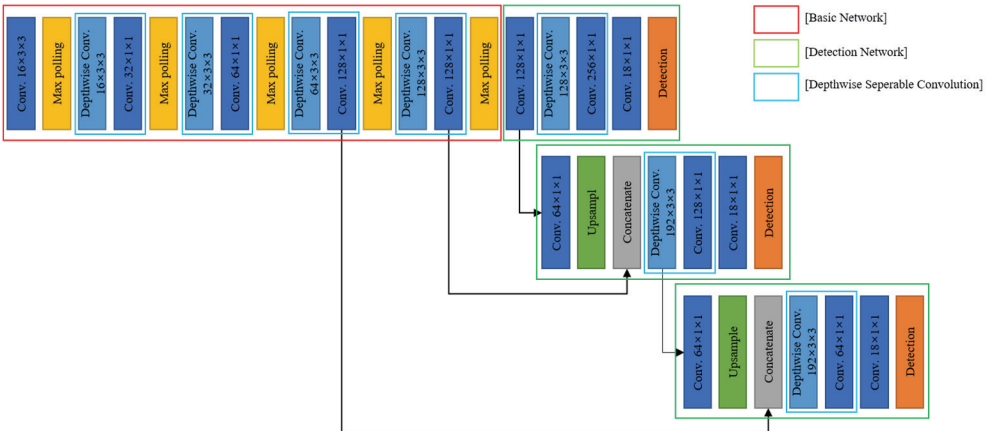 Conv. 16×3×3
Max polling
Depthwise Conv.
16×3×3
Conv. 32×1×1
Max polling
Depthwise Conv.
32×3×3
Conv. 64×1×1
Max polling
Depthwise Conv.
64×3×3
Conv. 128×1×1
Max polling
Depthwise Conv.
128×3×3
Conv. 128×1×1
Max polling
Conv. 128×1×1
Depthwise Conv.
128×3×3
Conv. 256×1×1
Conv. 18×1×1
Detection
[Basic Network]
[Detection Network]
[Depthwise Seperable Convolution]
Conv. 64×1×1
Upsampl
Concatenate
Depthwise Conv.
192×3×3
Conv. 128×1×1
Conv. 18×1×1
Detection
Conv. 64×1×1
Upsample
Concatenate
Depthwise Conv.
192×3×3
Conv. 64×1×1
Conv. 18×1×1
Detection